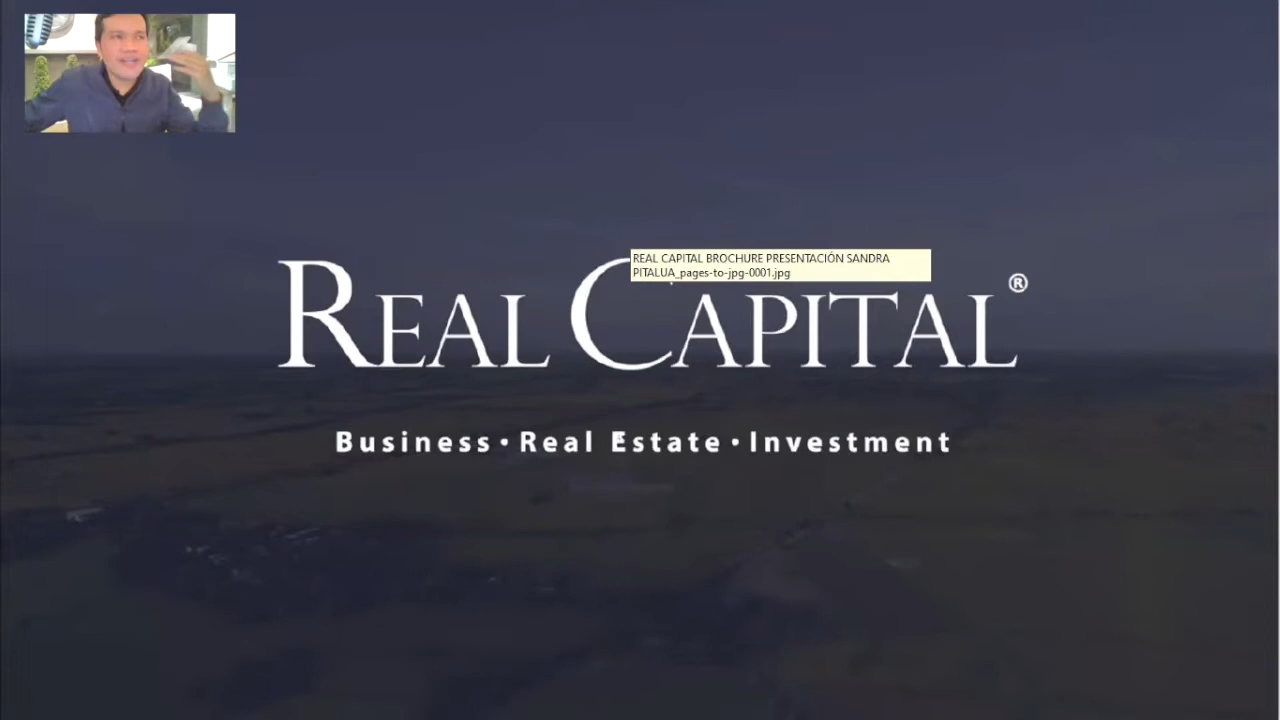 REAL CAPITAL BROCHURE PRESENTACIÓN SANDRA
PITALUA_pages-to-jpg-0001.jpg
REAL CAPITAL®
Business • Real Estate • Investment